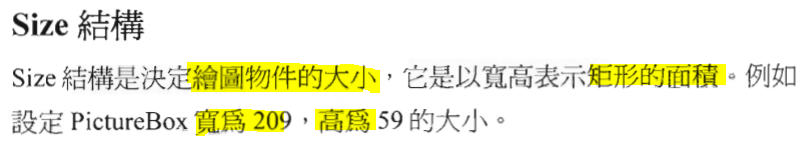 Size 結構
Size 結構是決定繪圖物件的大小，它是以寬高表示矩形的面積。例如
設定 PictureBox 寬為 209，高為 59 的大小。